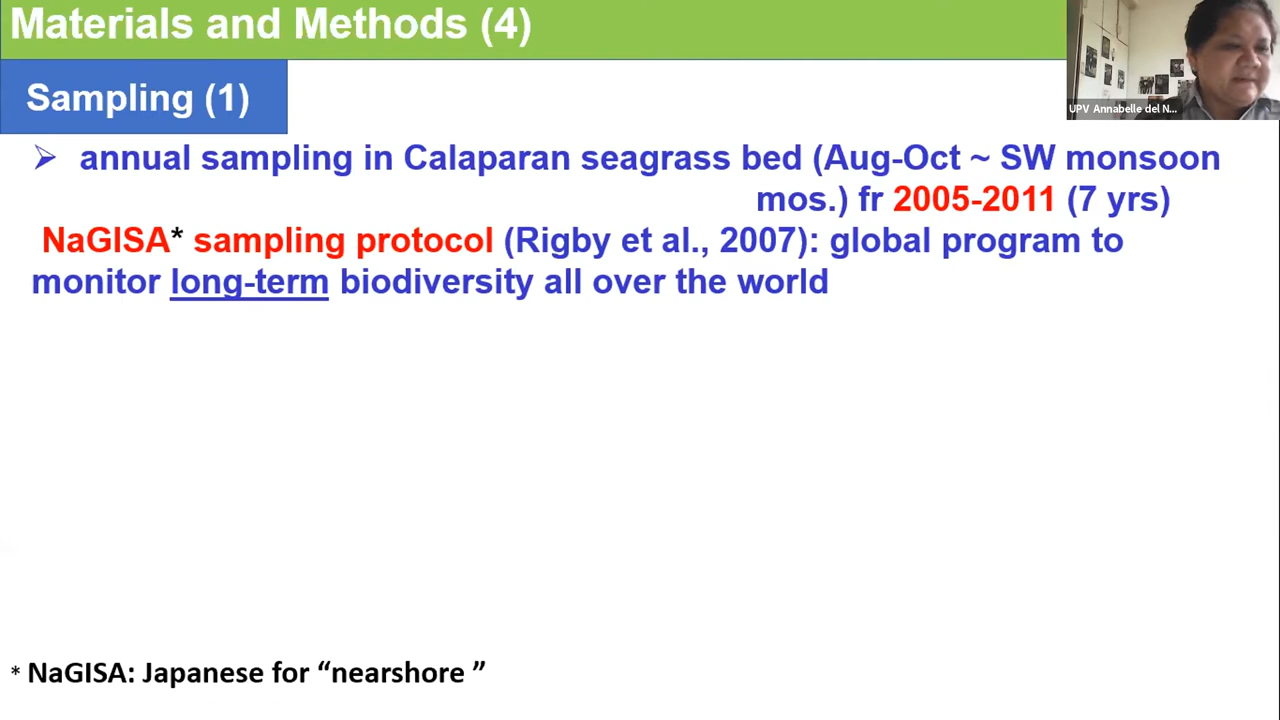 Materials and Methods (4)
UPV Annabelle del N...
Sampling (1)
➢ annual sampling in Calaparan seagrass bed (Aug-Oct ~ SW monsoon
mos.) fr 2005-2011 (7 yrs)
NaGISA* sampling protocol (Rigby et al., 2007): global program to
monitor long-term biodiversity all over the world
* NaGISA: Japanese for “nearshore ”